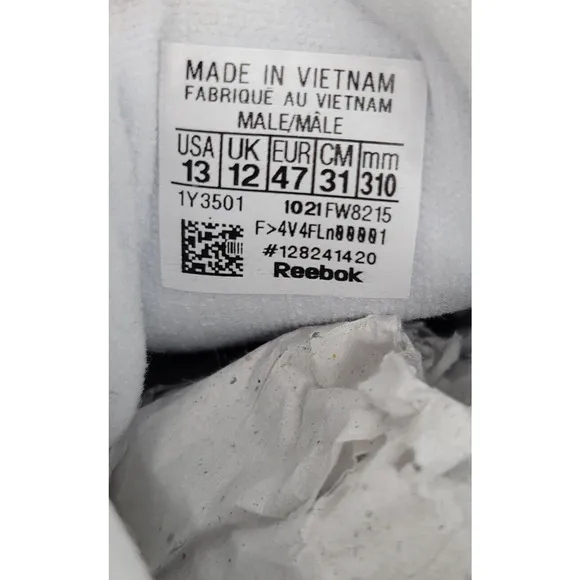 MADE IN VIETNAM
FABRIQUÉ AU VIETNAM
MALE/MÂLE
USA UK EUR CM mm
13 12 47 31 310
1Y3501 1021 FW8215
F>4V4FLn00001
#128241420
Reebok